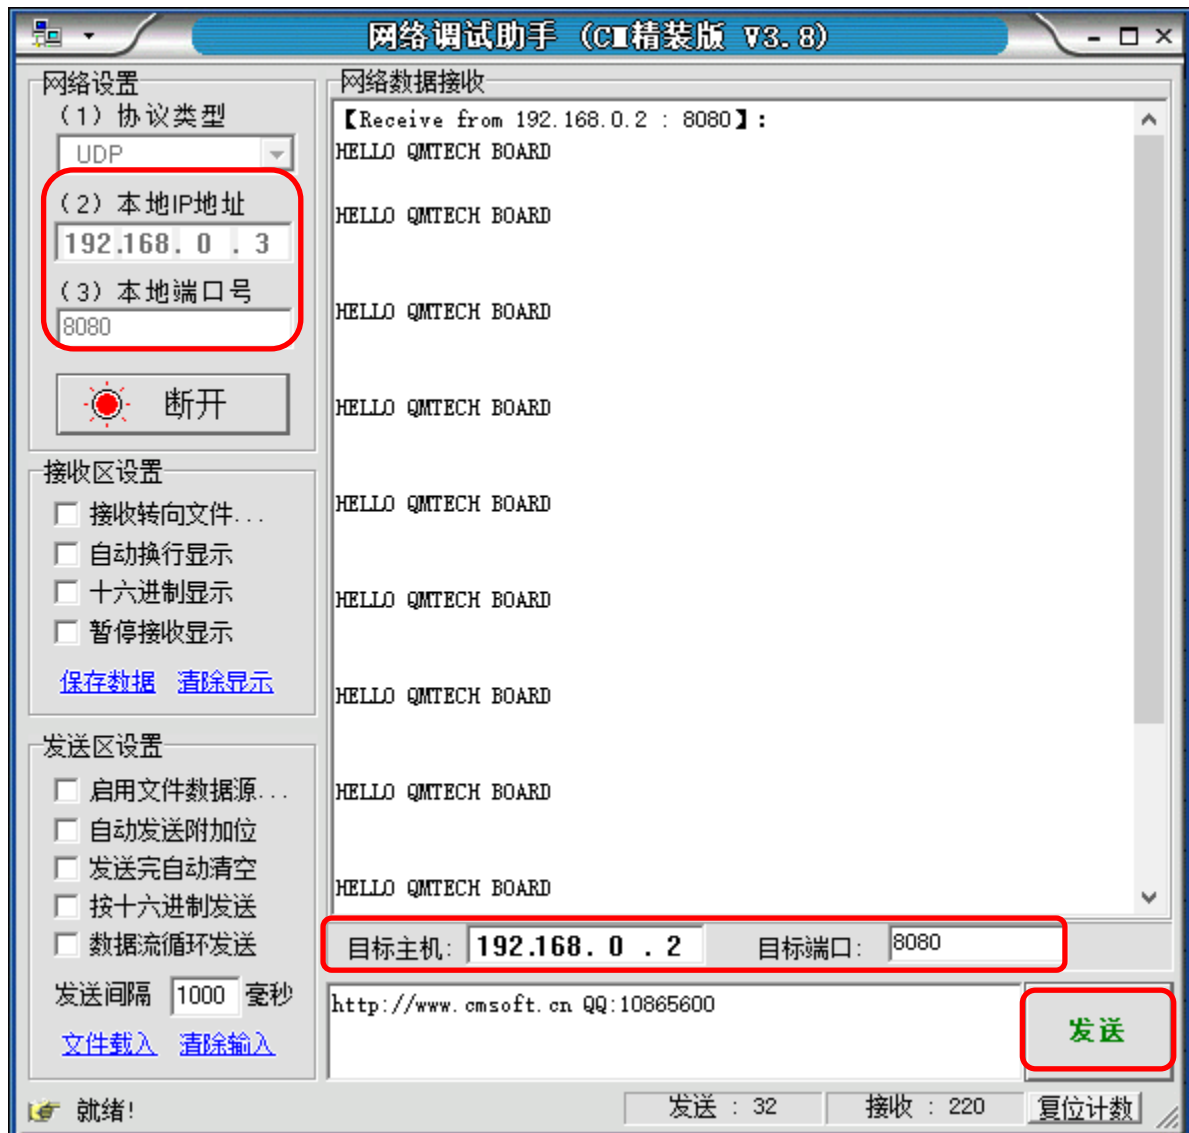 网络调试助手 (CM精装版 V3.8)
网络设置
(1) 协议类型
UDP
(2) 本地IP地址
192.168. 0 . 3
(3) 本地端口号
8080
断开
接收区设置
接收转向文件...
自动换行显示
十六进制显示
暂停接收显示
保存数据 清除显示
发送区设置
启用文件数据源...
自动发送附加位
发送完自动清空
按十六进制发送
数据流循环发送
发送间隔 1000 毫秒
文件载入 清除输入
网络数据接收
【Receive from 192.168.0.2 : 8080】:
HELLO QMTECH BOARD
HELLO QMTECH BOARD
HELLO QMTECH BOARD
HELLO QMTECH BOARD
HELLO QMTECH BOARD
HELLO QMTECH BOARD
HELLO QMTECH BOARD
HELLO QMTECH BOARD
HELLO QMTECH BOARD
目标主机: 192.168. 0 . 2 目标端口: 8080
http://www.cmsoft.cn QQ:10865600
发送
就绪! 发送 : 32 接收 : 220 复位计数